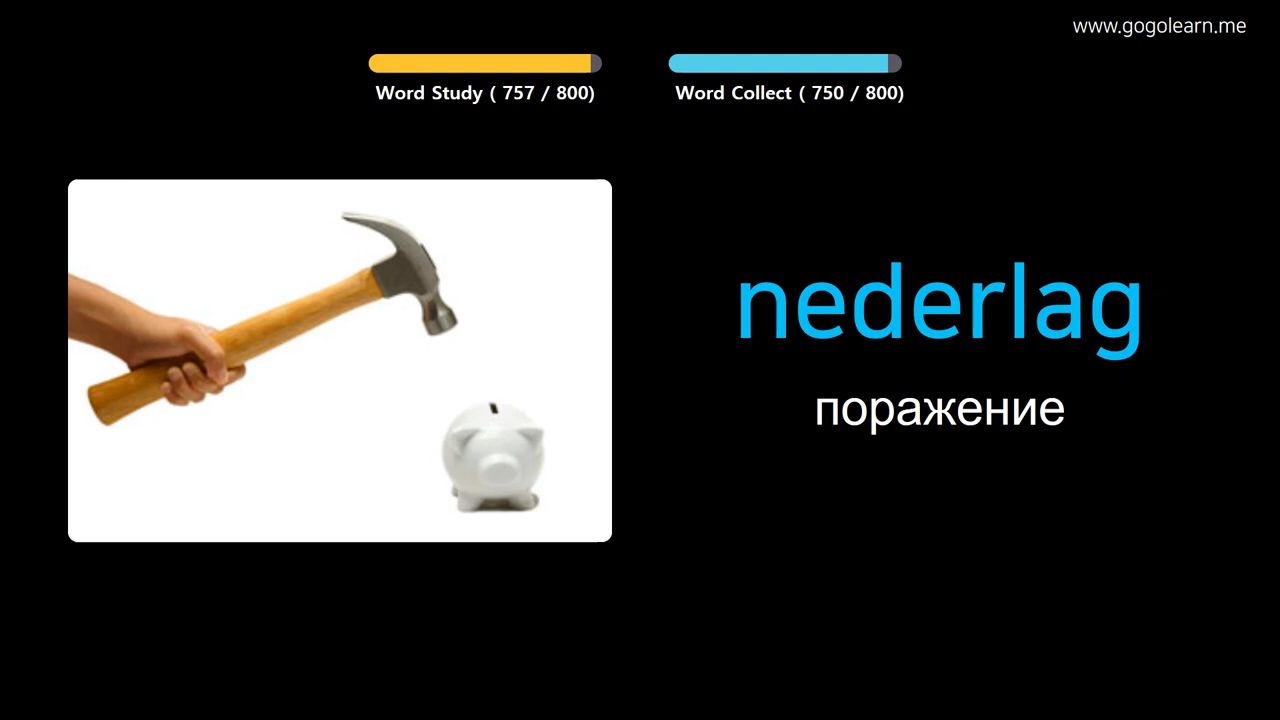 www.gogolearn.me
Word Study ( 757 / 800)
Word Collect ( 750 / 800)
nederlag
поражение